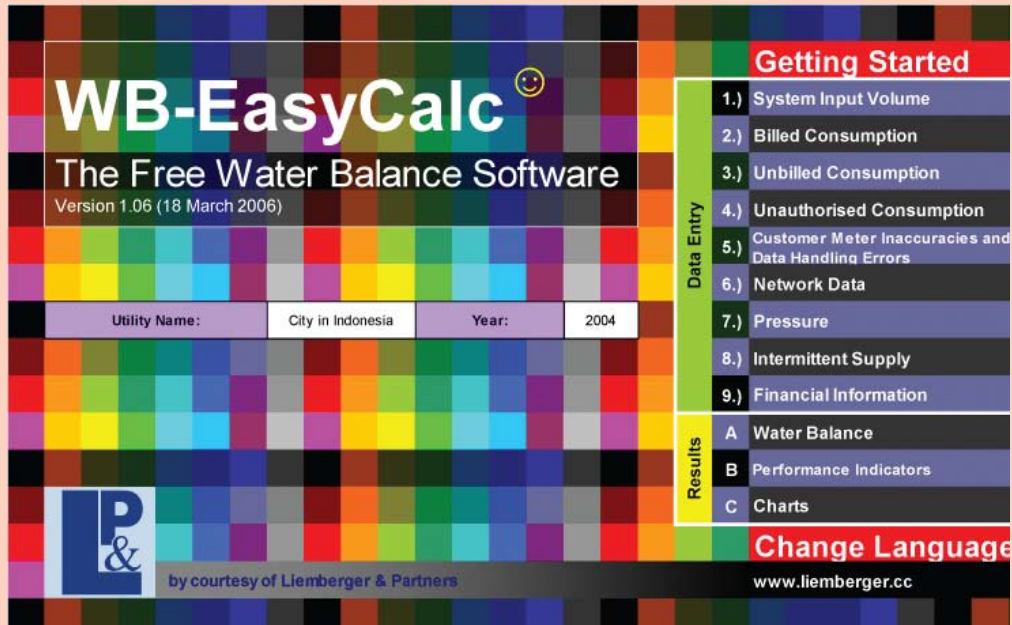 WB-EasyCalc
The Free Water Balance Software
Version 1.06 (18 March 2006)
Utility Name:
City in Indonesia
Year:
2004
L&P
by courtesy of Liemberger & Partners
Getting Started
Data Entry
1.) System Input Volume
2.) Billed Consumption
3.) Unbilled Consumption
4.) Unauthorised Consumption
5.) Customer Meter Inaccuracies and
Data Handling Errors
6.) Network Data
7.) Pressure
8.) Intermittent Supply
9.) Financial Information
Results
A Water Balance
B Performance Indicators
C Charts
Change Language
www.liemberger.cc